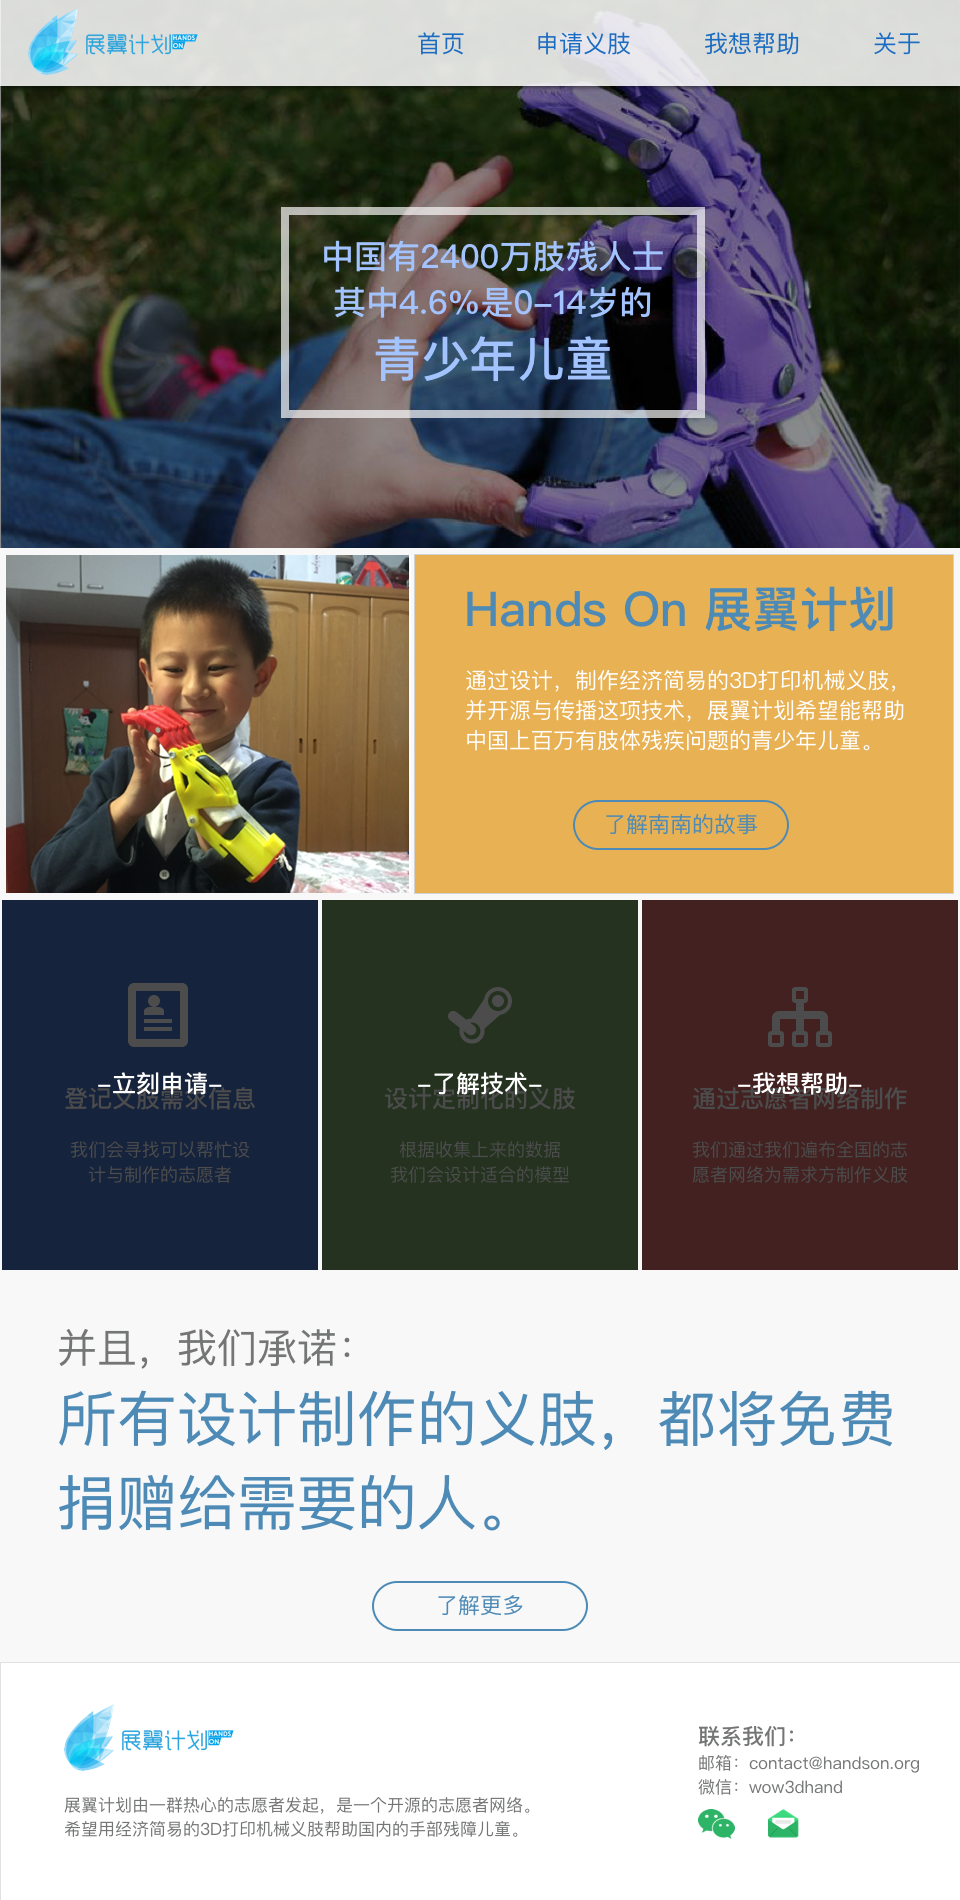 展翼计划 HANDS ON
首页 申请义肢 我想帮助 关于
中国有2400万肢残人士
其中4.6%是0-14岁的
青少年儿童
Hands On 展翼计划
通过设计，制作经济简易的3D打印机械义肢，
并开源与传播这项技术，展翼计划希望能帮助
中国上百万有肢体残疾问题的青少年儿童。
了解南南的故事
-立刻申请-
登记义肢需求信息
我们会寻找可以帮忙设
计与制作的志愿者
-了解技术-
设计定制化的义肢
根据收集上来的数据
我们会设计适合的模型
-我想帮助-
通过志愿者网络制作
我们通过我们遍布全国的志
愿者网络为需求方制作义肢
并且，我们承诺：
所有设计制作的义肢，都将免费
捐赠给需要的人。
了解更多
展翼计划 HANDS ON
展翼计划由一群热心的志愿者发起，是一个开源的志愿者网络。
希望用经济简易的3D打印机械义肢帮助国内的手部残障儿童。
联系我们：
邮箱：contact@handson.org
微信：wow3dhand